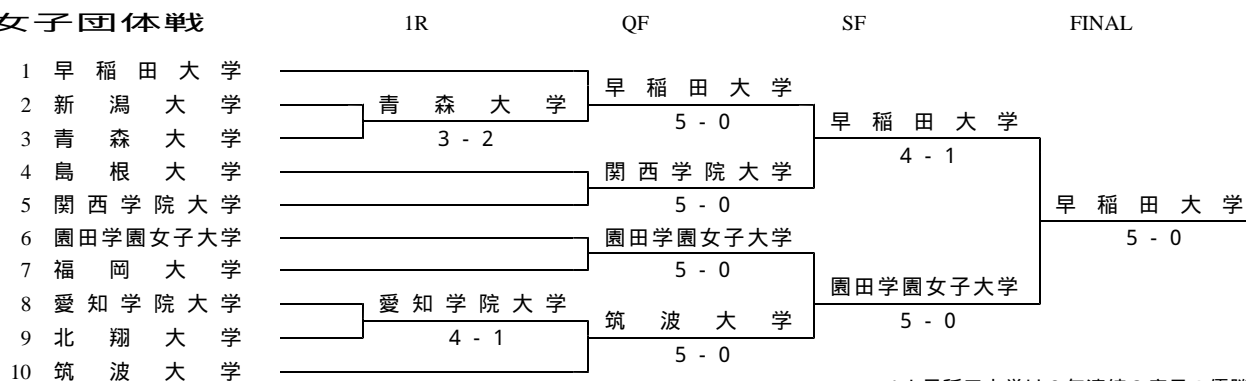 女子団体戦 1R QF SF FINAL
1 早稲田大学
2 新潟大学
3 青森大学
4 島根大学
5 関西学院大学
6 園田学園女子大学
7 福岡大学
8 愛知学院大学
9 北翔大学
10 筑波大学
青森大学
3 - 2
愛知学院大学
4 - 1
早稲田大学
5 - 0
関西学院大学
5 - 0
園田学園女子大学
5 - 0
筑波大学
5 - 0
早稲田大学
4 - 1
園田学園女子大学
5 - 0
早稲田大学
5 - 0